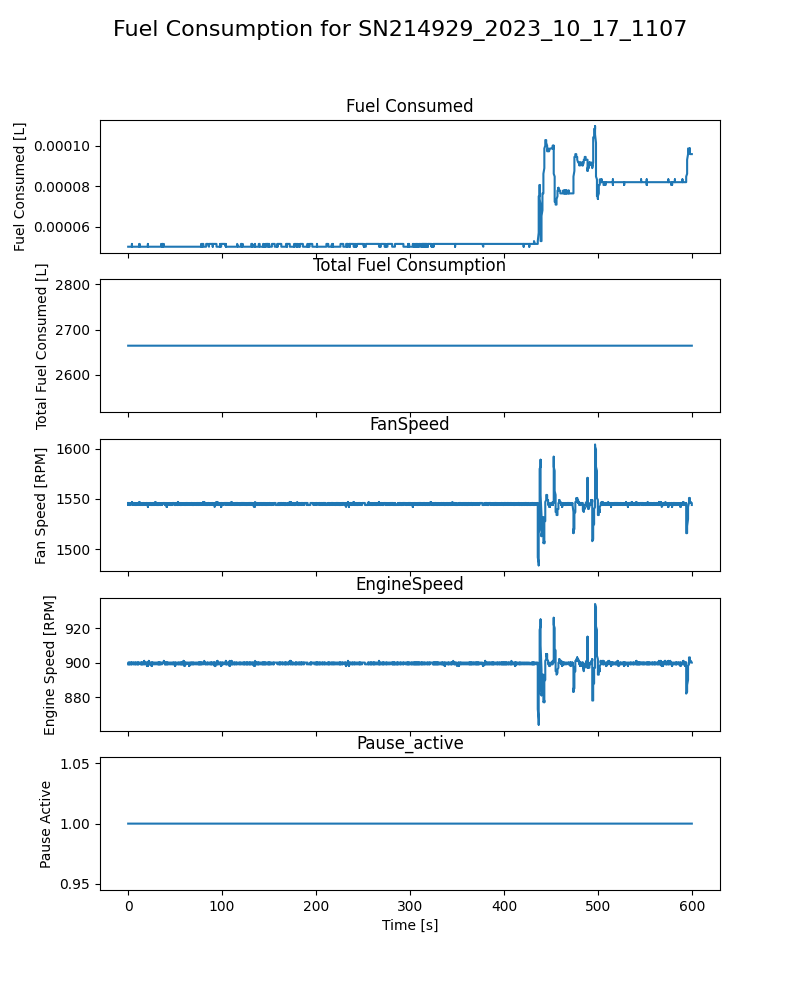 Fuel Consumption for SN214929_2023_10_17_1107
Fuel Consumed
Fuel Consumed [L]
0.00010
0.00008
0.00006
Total Fuel Consumption
Total Fuel Consumed [L]
2800
2700
2600
FanSpeed
Fan Speed [RPM]
1600
1550
1500
EngineSpeed
Engine Speed [RPM]
920
900
880
Pause_active
Pause Active
1.05
1.00
0.95
0 100 200 300 400 500 600
Time [s]